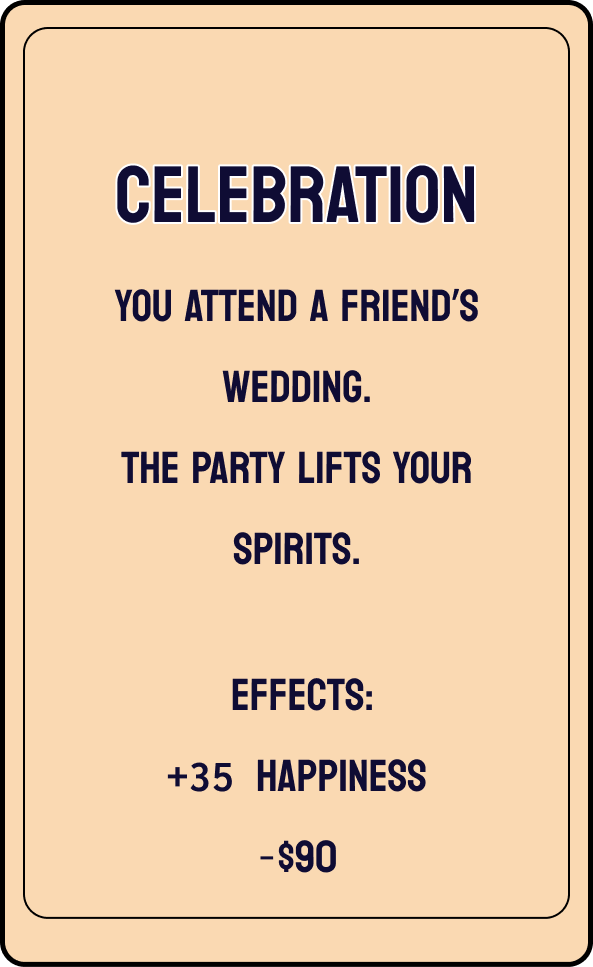 CELEBRATION
YOU ATTEND A FRIEND'S
WEDDING.
THE PARTY LIFTS YOUR
SPIRITS.
EFFECTS:
+35 HAPPINESS
-$90